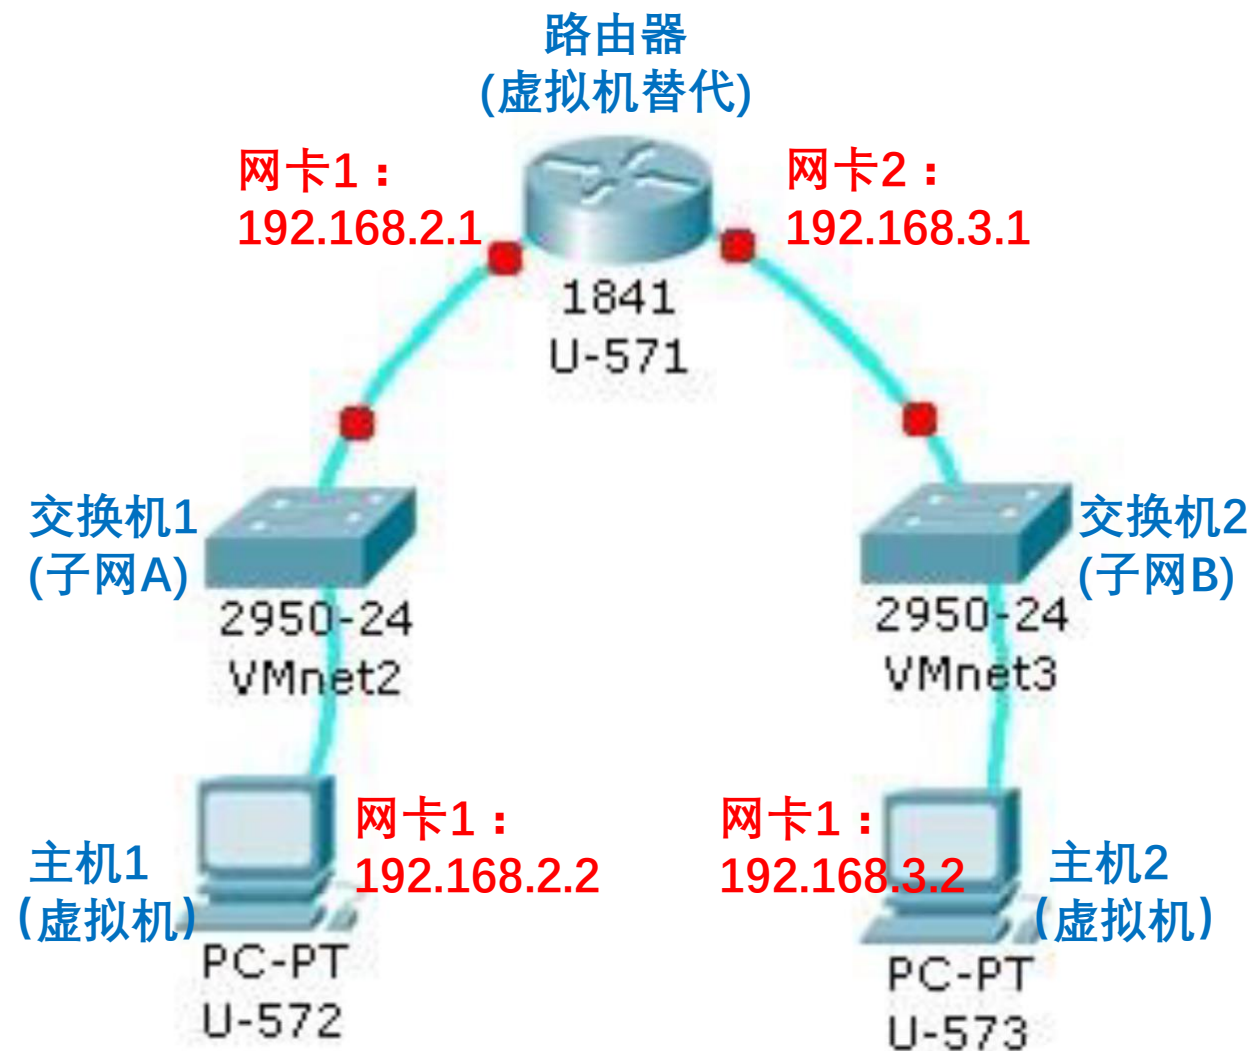 路由器
(虚拟机替代)
网卡1：
192.168.2.1
网卡2：
192.168.3.1
1841
U-571
交换机1
(子网A)
2950-24
VMnet2
交换机2
(子网B)
2950-24
VMnet3
主机1
(虚拟机)
网卡1：
192.168.2.2
PC-PT
U-572
网卡1：
192.168.3.2
主机2
(虚拟机)
PC-PT
U-573